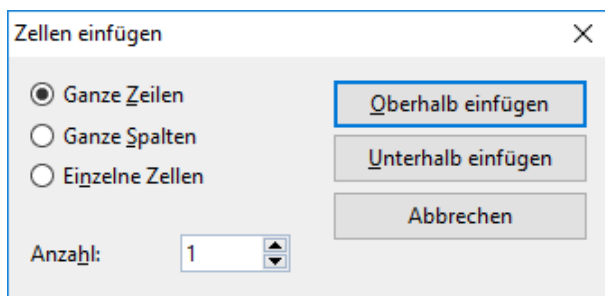 Zellen einfügen
Ganze Zeilen
Ganze Spalten
Einzelne Zellen
Anzahl: 1
Oberhalb einfügen
Unterhalb einfügen
Abbrechen